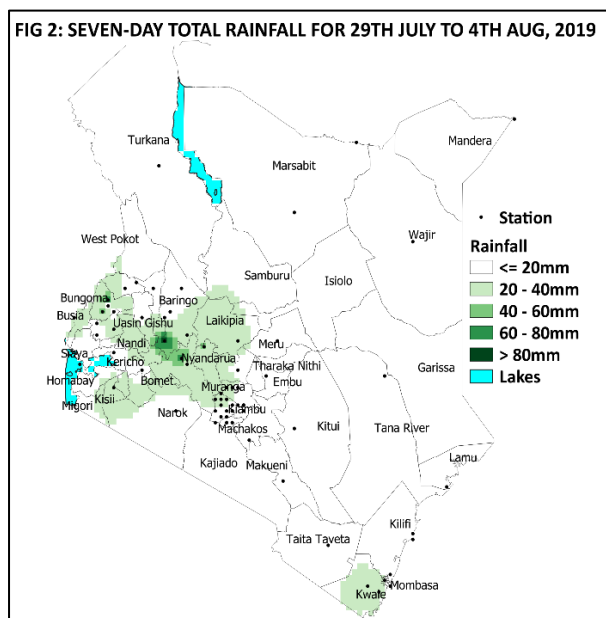 FIG 2: SEVEN-DAY TOTAL RAINFALL FOR 29TH JULY TO 4TH AUG, 2019
Turkana
Mandera
Marsabit
Wajir
Station
West Pokot
Rainfall
Samburu
Isiolo
<= 20mm
Baringo
20 - 40mm
Bungoma
40 - 60mm
Busia
Uasin Gishu
Laikipia
60 - 80mm
Nandi
Meru
> 80mm
Siaya
Kericho
Nyandarua
Tharaka Nithi
Garissa
Lakes
Homabay
Bomet
Embu
Kisii
Muranga
Migori
Narok
Kiambu
Machakos
Kitui
Tana River
Kajiado
Makueni
Lamu
Kilifi
Taita Taveta
Mombasa
Kwale